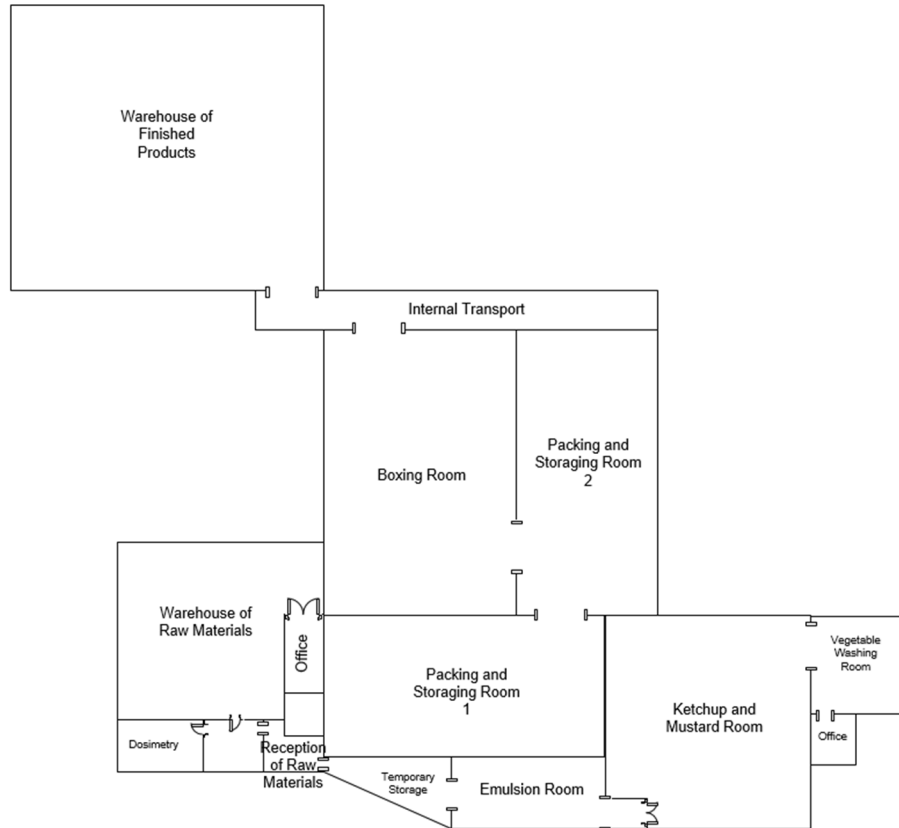 Warehouse of
Finished
Products
Internal Transport
Packing and
Storaging Room
2
Boxing Room
Warehouse of
Raw Materials
Office
Packing and
Storaging Room
1
Vegetable
Washing
Room
Ketchup and
Mustard Room
Office
Dosimetry
Reception
of Raw
Materials
Temporary
Storage
Emulsion Room